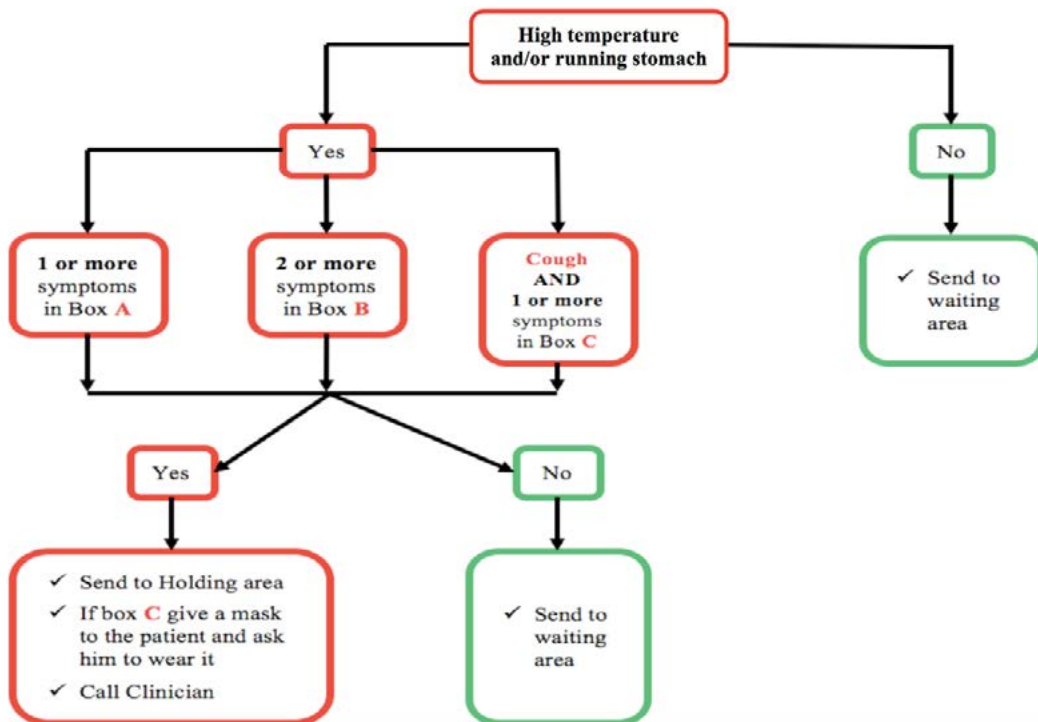 High temperature
and/or running stomach
Yes
No
1 or more
symptoms
in Box A
2 or more
symptoms
in Box B
Cough
AND
1 or more
symptoms
in Box C
✓ Send to
waiting
area
Yes
No
✓ Send to Holding area
✓ If box C give a mask
to the patient and ask
him to wear it
✓ Call Clinician
✓ Send to
waiting
area